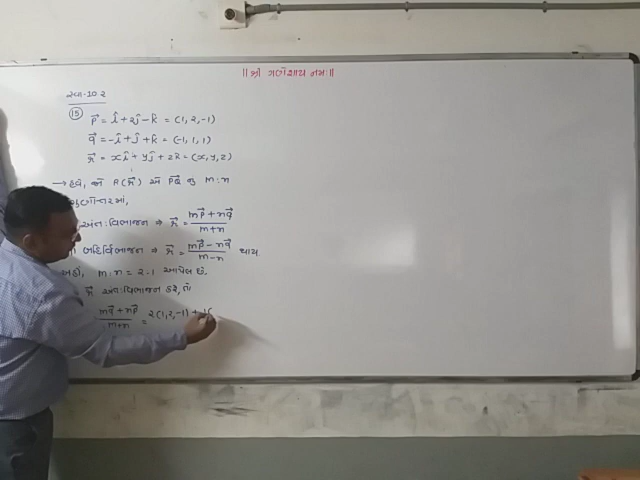 ॥ શ્રી ગણેશાય નમઃ॥
સ્વા-10.2
(15) p⃗ = î + 2ĵ - k̂ = (1, 2, -1)
q⃗ = -î + ĵ + k̂ = (-1, 1, 1)
r⃗ = xî + yĵ + zk̂ = (x, y, z)
→ હવે, જો R(r⃗) એ PQ નુ m:n
ગુણોત્તરમાં,
અંતઃવિભાજન ⇒ r⃗ = (mp⃗ + nq⃗)/(m+n)
બહિર્વિભાજન ⇒ r⃗ = (mp⃗ - nq⃗)/(m-n) થાય
અહીં, m:n = 2:1 આપેલ છે.
r⃗ અંતઃવિભાજન કરે, તો
(mq⃗ + np⃗)/(m+n) = 2(1,2,-1) + 1(